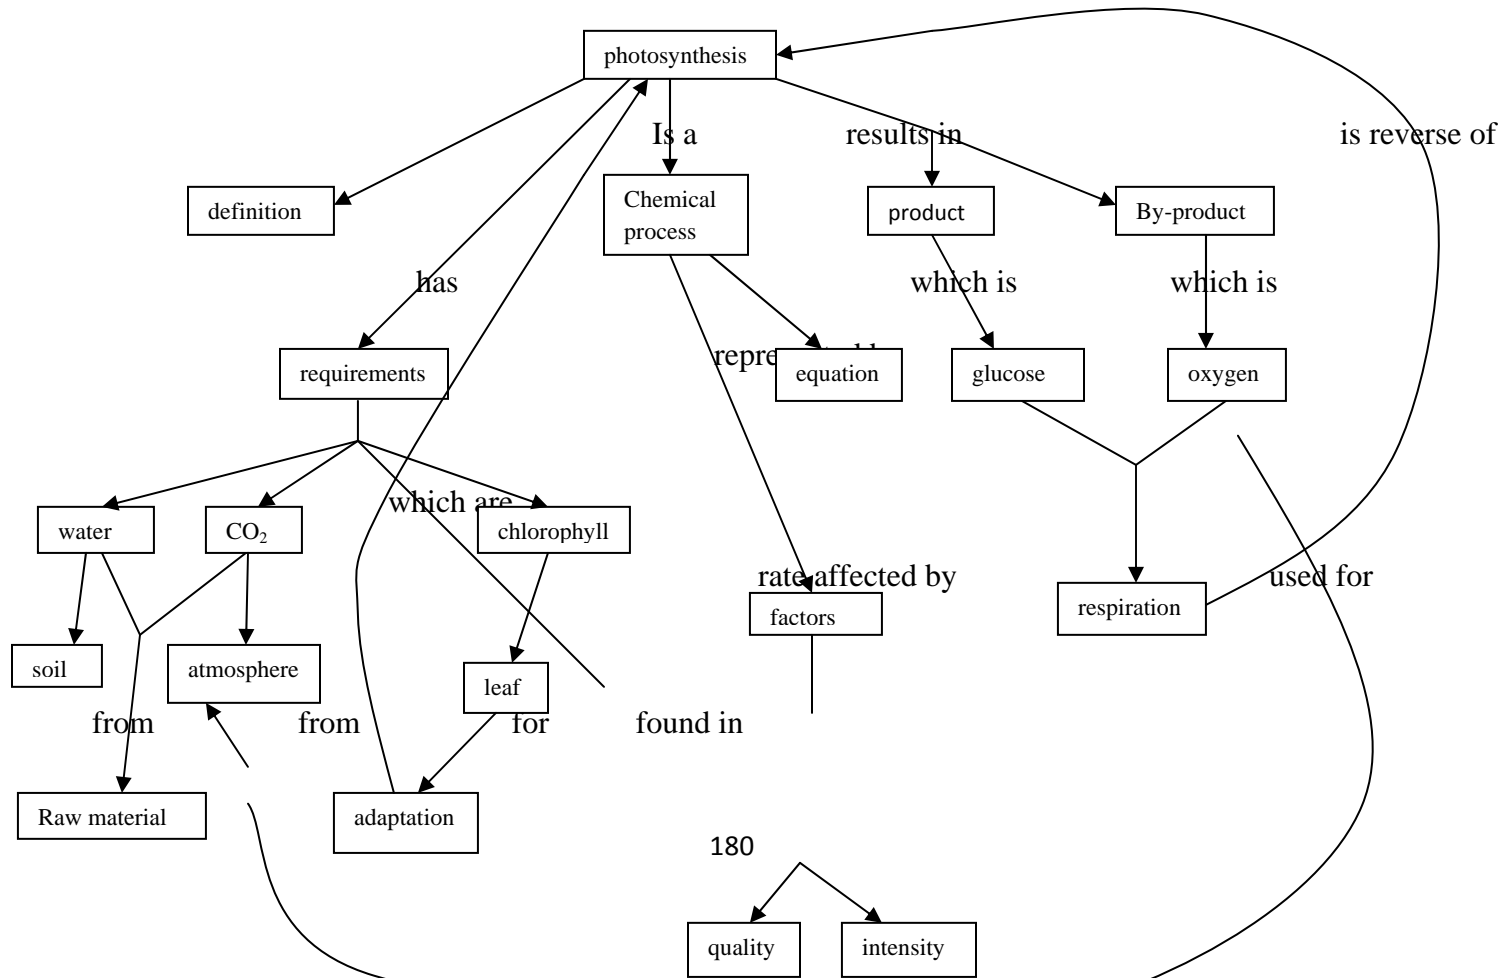 photosynthesis
Is a
results in
is reverse of
definition
Chemical
process
product
By-product
has
which is
which is
requirements
equation
glucose
oxygen
which are
water
CO₂
chlorophyll
rate affected by
used for
factors
respiration
soil
atmosphere
leaf
from
from
for
found in
Raw material
adaptation
180
quality
intensity